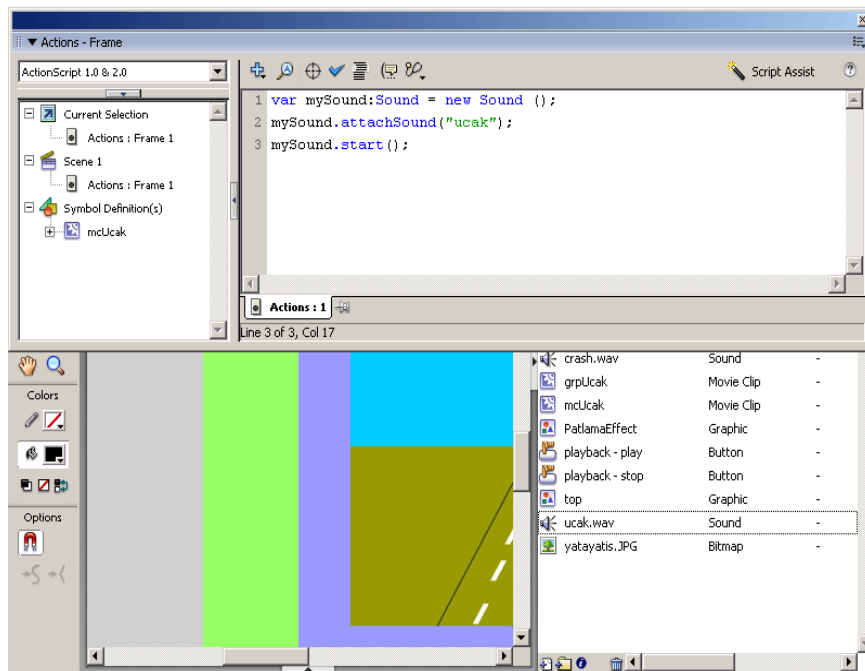 Actions - Frame
ActionScript 1.0 & 2.0
Script Assist
Current Selection
Actions : Frame 1
Scene 1
Actions : Frame 1
Symbol Definition(s)
mcUcak
1 var mySound:Sound = new Sound ();
2 mySound.attachSound("ucak");
3 mySound.start();
Actions : 1
Line 3 of 3, Col 17
Colors
Options
crash.wav Sound -
grpUcak Movie Clip -
mcUcak Movie Clip -
PatlamaEffect Graphic -
playback - play Button -
playback - stop Button -
top Graphic -
ucak.wav Sound -
yatayatis.JPG Bitmap -